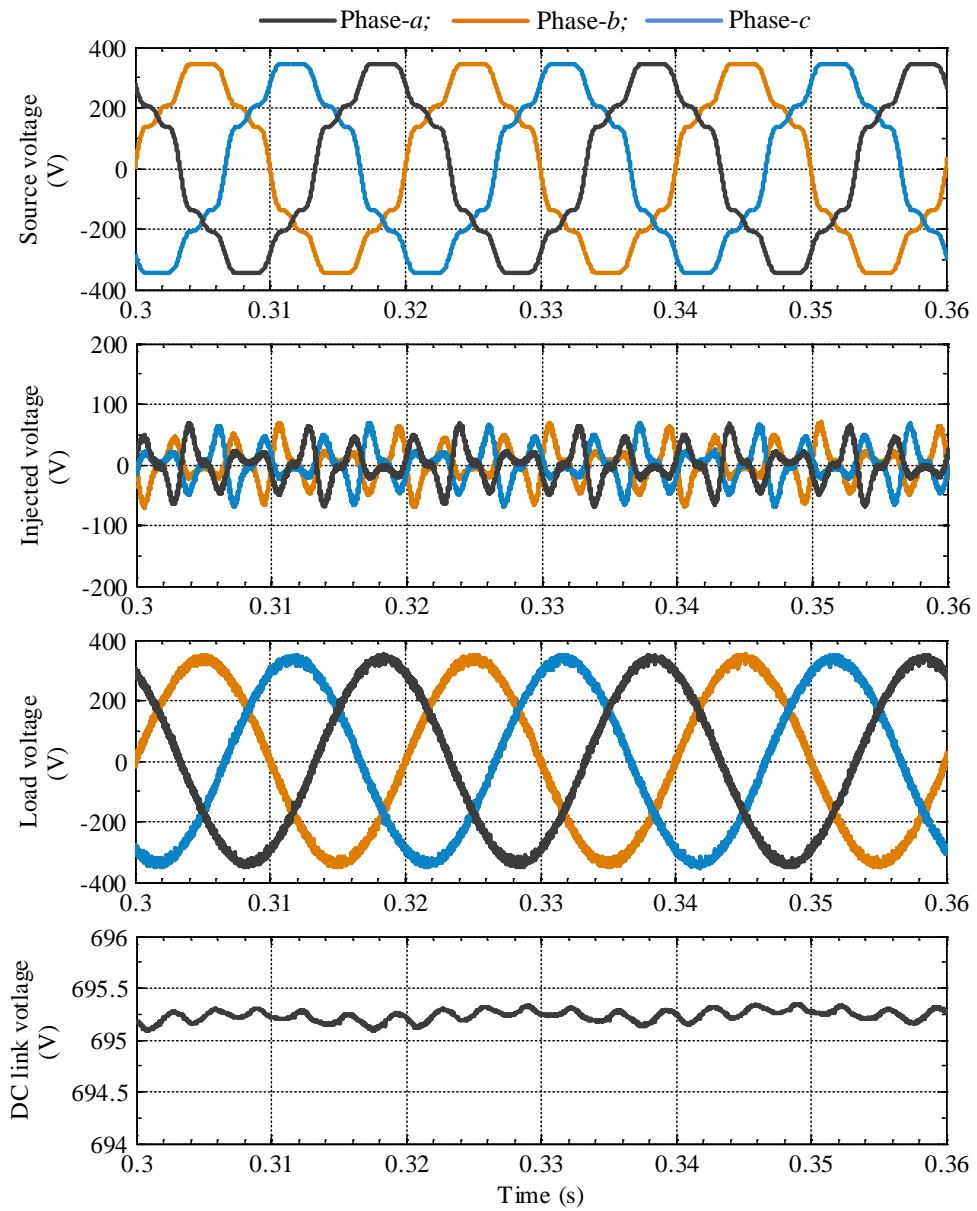 Phase-a; Phase-b; Phase-c
Source voltage
(V)
400
200
0
-200
-400
0.3 0.31 0.32 0.33 0.34 0.35 0.36
Injected voltage
(V)
200
100
0
-100
-200
0.3 0.31 0.32 0.33 0.34 0.35 0.36
Load voltage
(V)
400
200
0
-200
-400
0.3 0.31 0.32 0.33 0.34 0.35 0.36
DC link votlage
(V)
696
695.5
695
694.5
694
0.3 0.31 0.32 0.33 0.34 0.35 0.36
Time (s)